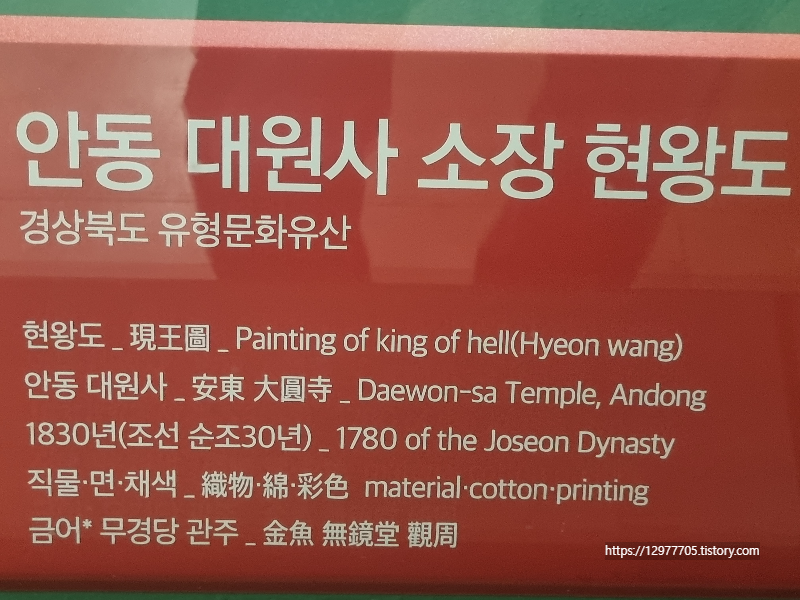 안동 대원사 소장 현왕도
경상북도 유형문화유산
현왕도 _ 現王圖 _ Painting of king of hell(Hyeon wang)
안동 대원사 _ 安東 大圓寺 _ Daewon-sa Temple, Andong
1830년(조선 순조30년) _ 1780 of the Joseon Dynasty
직물·면·채색 _ 織物·綿·彩色 material·cotton·printing
금어* 무경당 관주 _ 金魚 無鏡堂 觀周
https://12977705.tistory.com